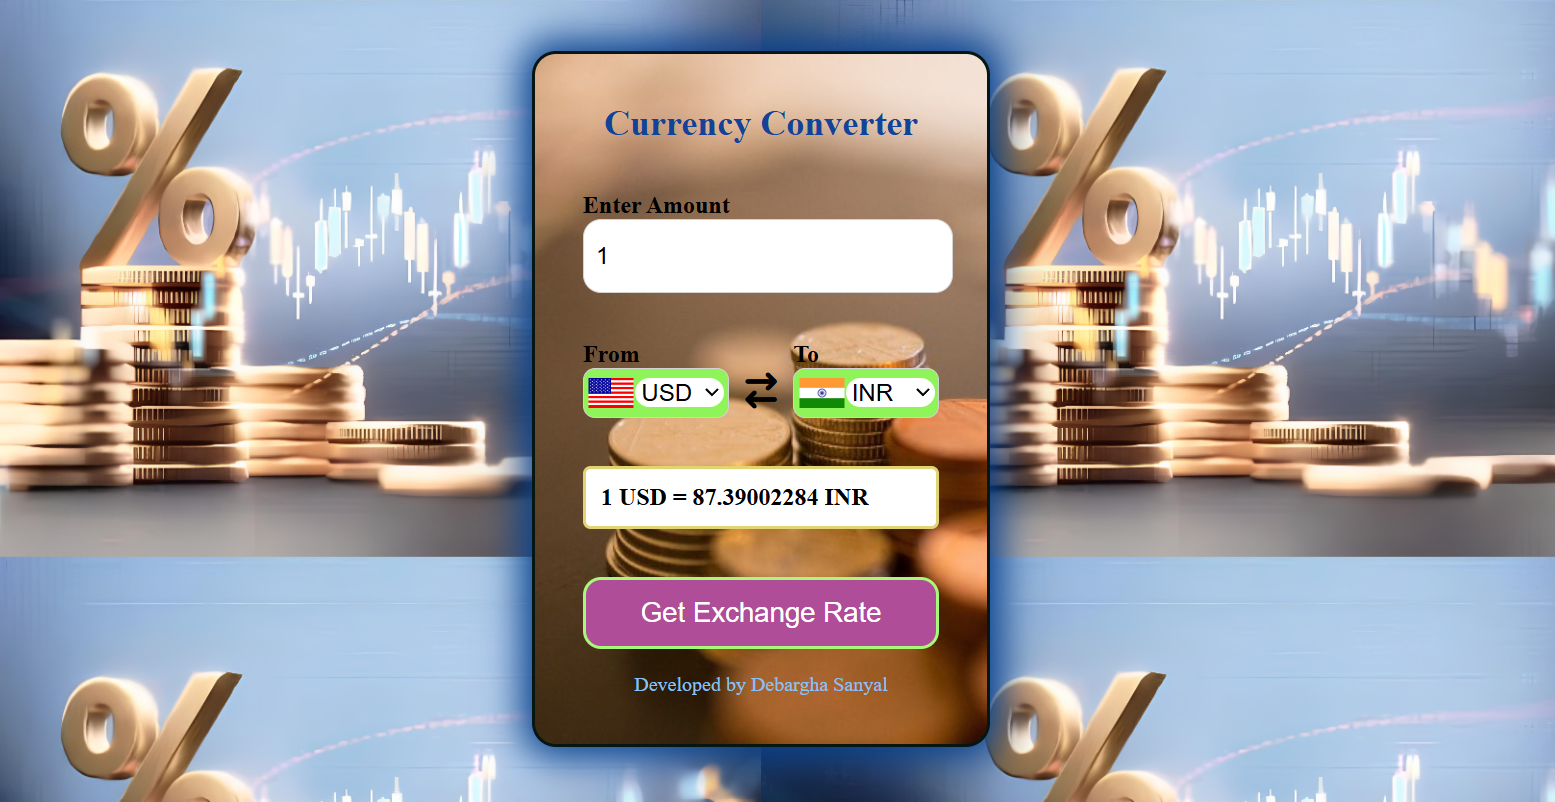 Currency Converter
Enter Amount
1
From To
USD INR
1 USD = 87.39002284 INR
Get Exchange Rate
Developed by Debargha Sanyal